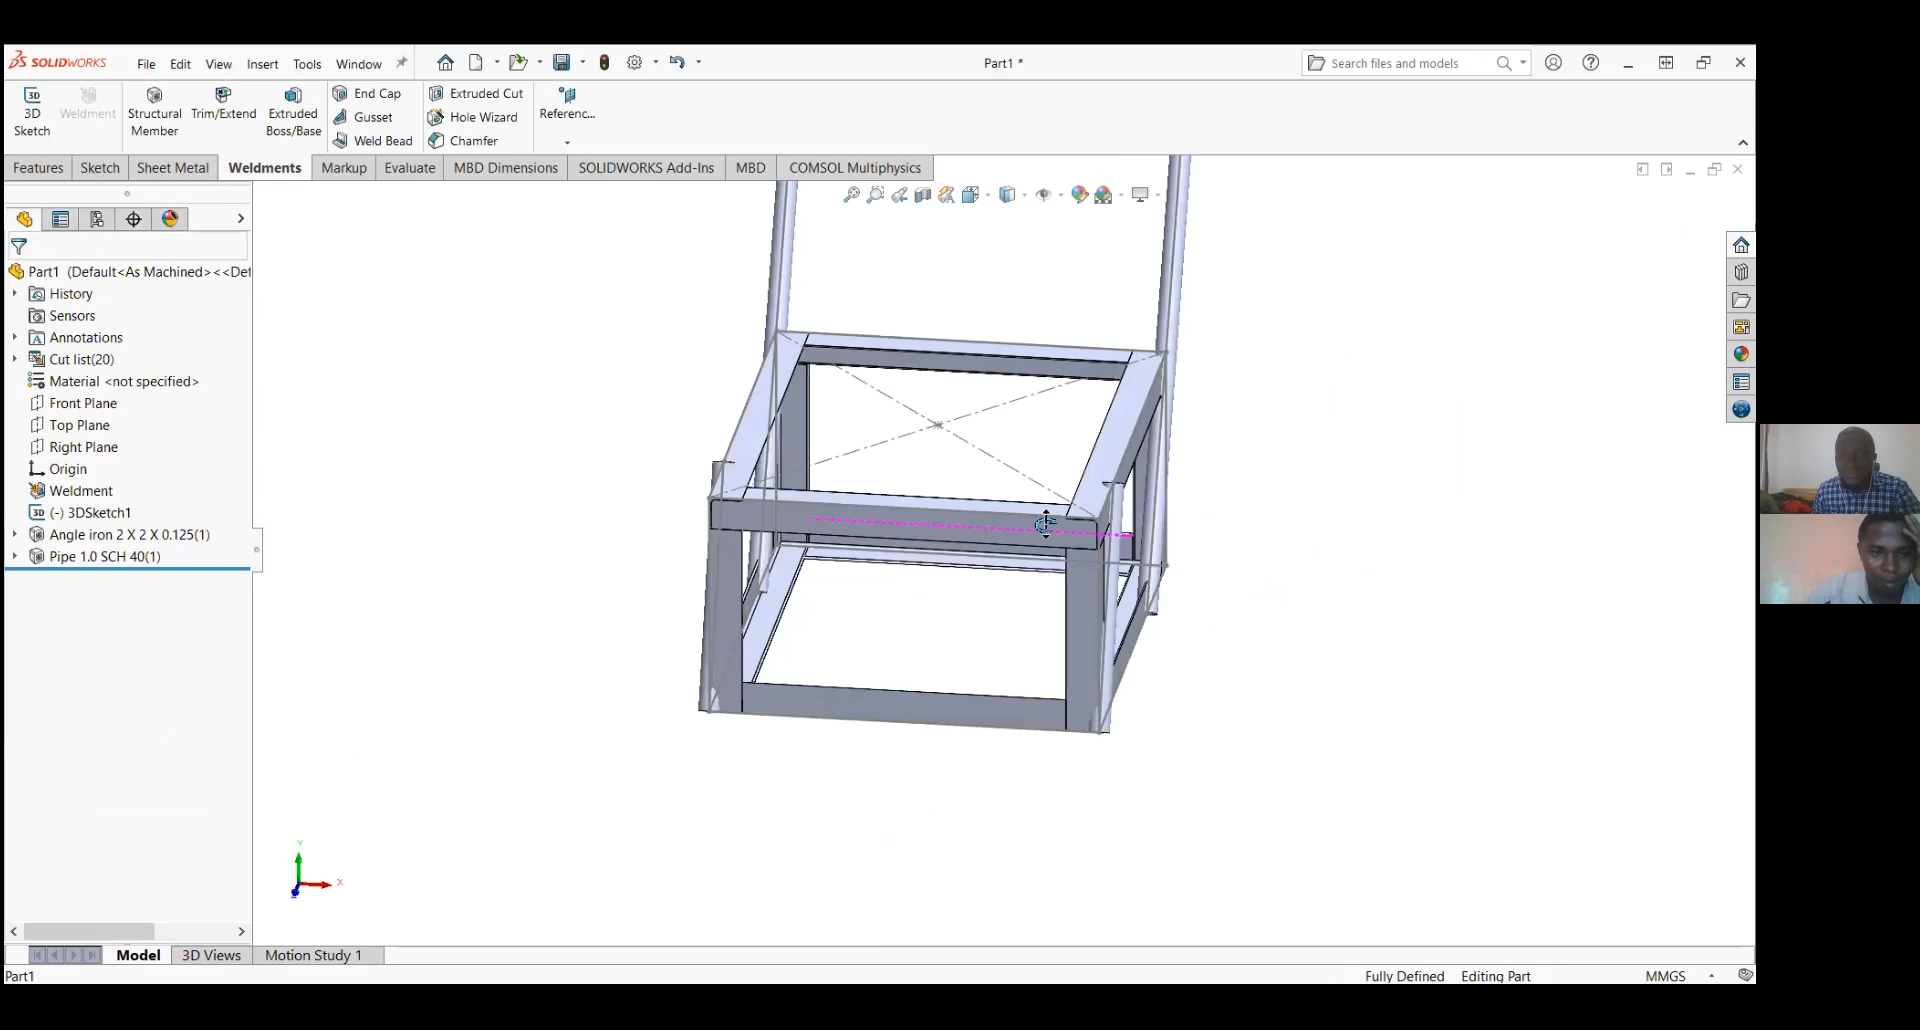 SOLIDWORKS File Edit View Insert Tools Window Part1 * Search files and models
3D Sketch
Weldment
Structural Member
Trim/Extend
Extruded Boss/Base
End Cap
Gusset
Weld Bead
Extruded Cut
Hole Wizard
Chamfer
Referenc...
Features Sketch Sheet Metal Weldments Markup Evaluate MBD Dimensions SOLIDWORKS Add-Ins MBD COMSOL Multiphysics
Part1 (Default<As Machined><<Def
History
Sensors
Annotations
Cut list(20)
Material <not specified>
Front Plane
Top Plane
Right Plane
Origin
Weldment
3D (-) 3DSketch1
Angle iron 2 X 2 X 0.125(1)
Pipe 1.0 SCH 40(1)
Y
X
Z
Model 3D Views Motion Study 1
Part1 Fully Defined Editing Part MMGS